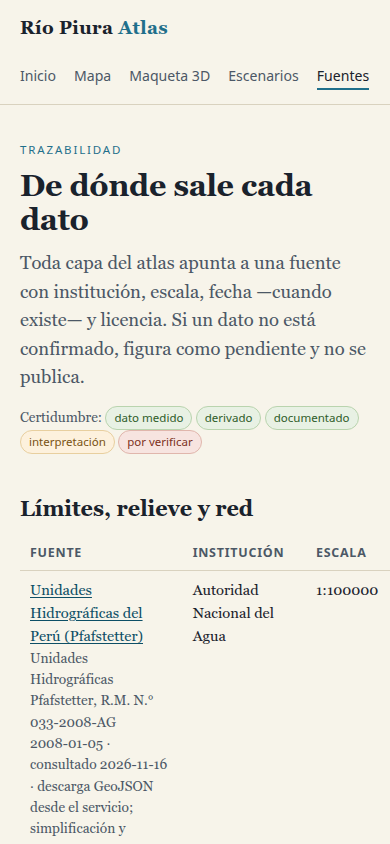 Río Piura Atlas
Inicio Mapa Maqueta 3D Escenarios Fuentes
TRAZABILIDAD
De dónde sale cada
dato
Toda capa del atlas apunta a una fuente
con institución, escala, fecha —cuando
existe— y licencia. Si un dato no está
confirmado, figura como pendiente y no se
publica.
Certidumbre: dato medido derivado documentado
interpretación por verificar
Límites, relieve y red
FUENTE INSTITUCIÓN ESCALA
Unidades Autoridad 1:100000
Hidrográficas del Nacional del
Perú (Pfafstetter) Agua
Unidades
Hidrográficas
Pfafstetter, R.M. N.°
033-2008-AG
2008-01-05 ·
consultado 2026-11-16
· descarga GeoJSON
desde el servicio;
simplificación y